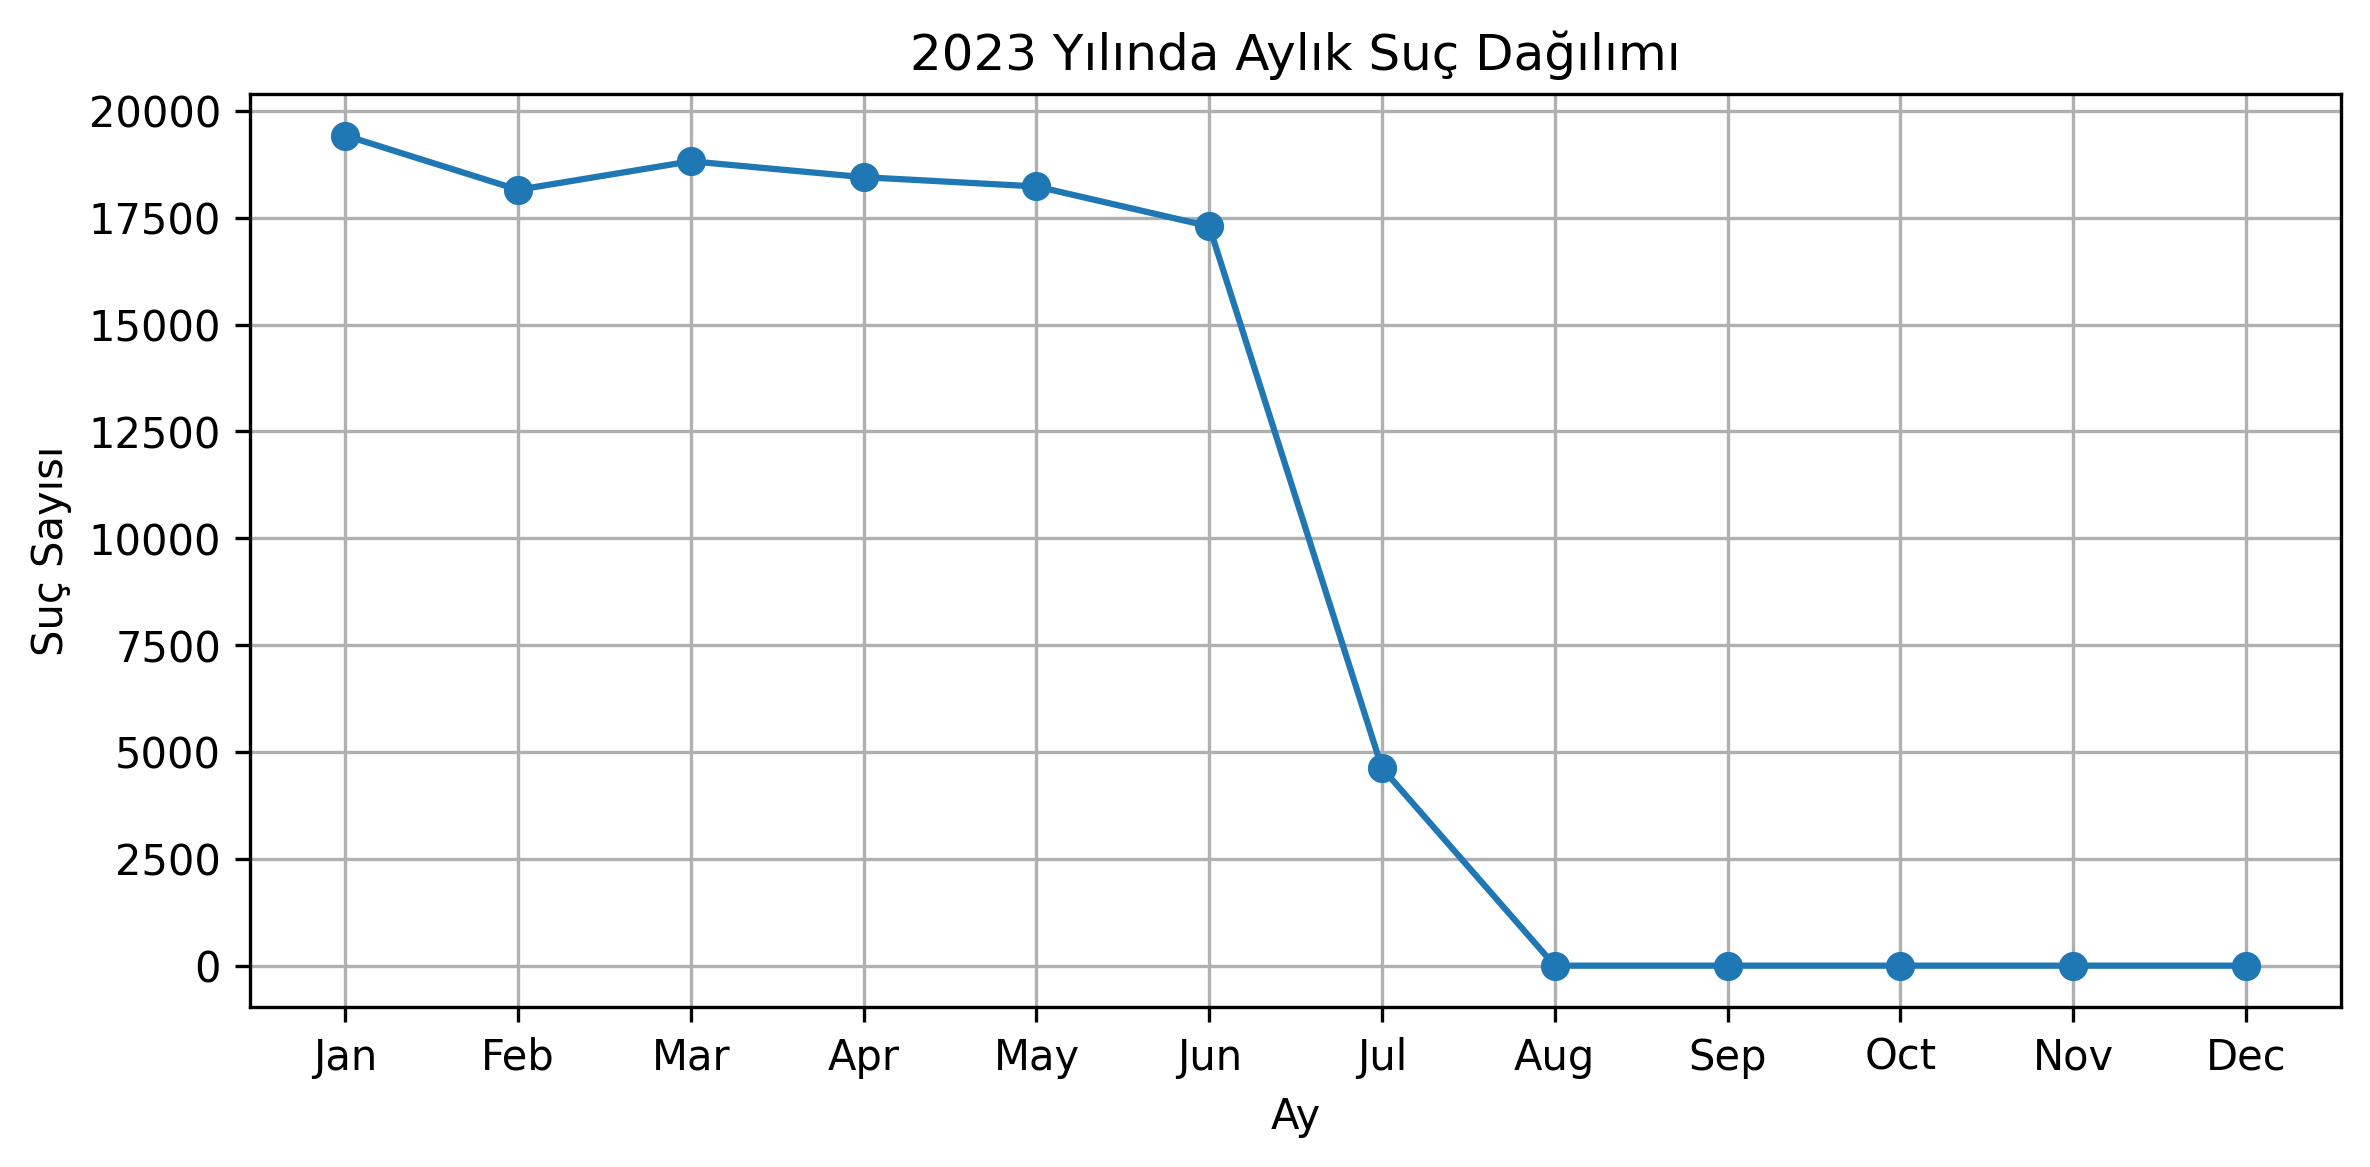 2023 Yılında Aylık Suç Dağılımı
Suç Sayısı
20000
17500
15000
12500
10000
7500
5000
2500
0
Jan Feb Mar Apr May Jun Jul Aug Sep Oct Nov Dec
Ay